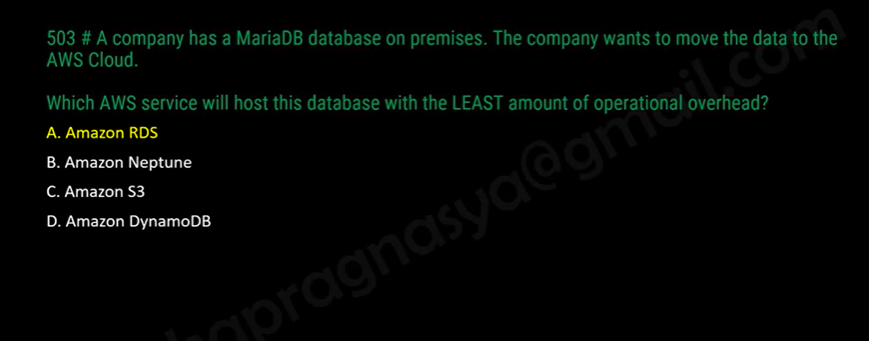 503 # A company has a MariaDB database on premises. The company wants to move the data to the
AWS Cloud.
Which AWS service will host this database with the LEAST amount of operational overhead?
A. Amazon RDS
B. Amazon Neptune
C. Amazon S3
D. Amazon DynamoDB